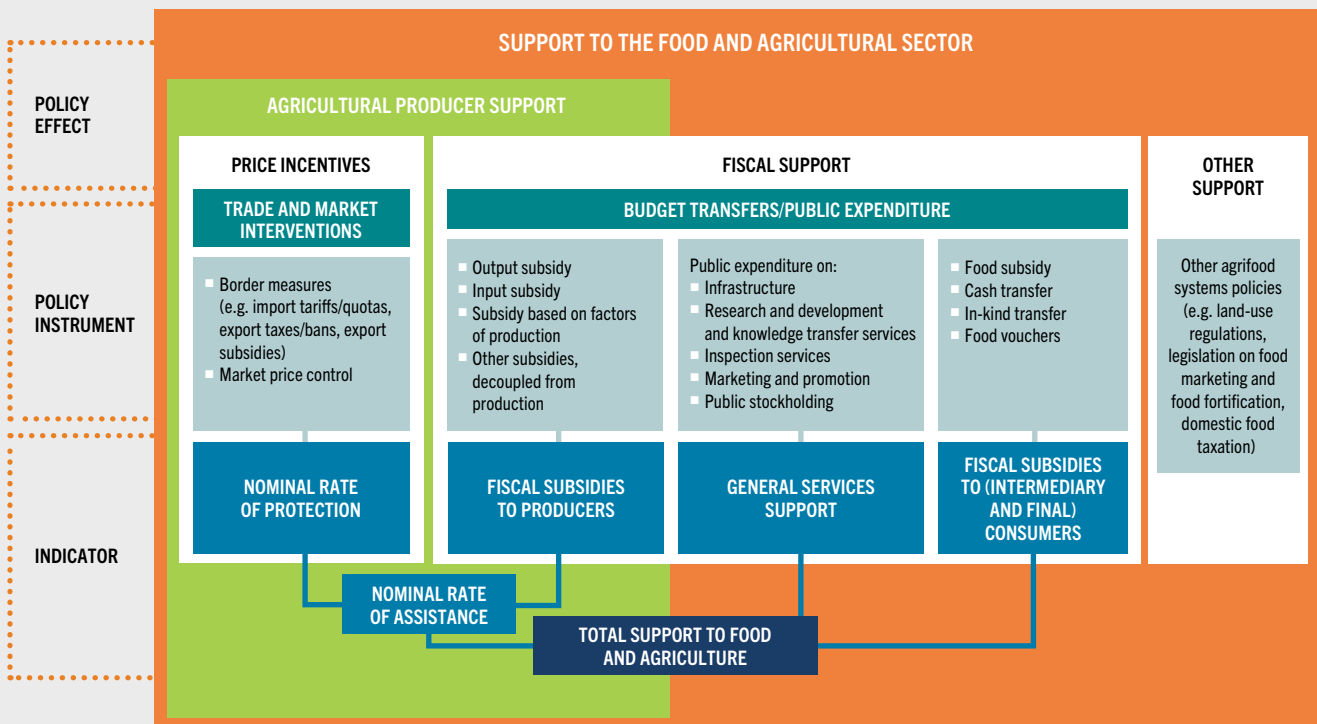 SUPPORT TO THE FOOD AND AGRICULTURAL SECTOR
POLICY
EFFECT
AGRICULTURAL PRODUCER SUPPORT
PRICE INCENTIVES
FISCAL SUPPORT
OTHER
SUPPORT
POLICY
INSTRUMENT
TRADE AND MARKET
INTERVENTIONS
BUDGET TRANSFERS/PUBLIC EXPENDITURE
Border measures
(e.g. import tariffs/quotas,
export taxes/bans, export
subsidies)
Market price control
Output subsidy
Input subsidy
Subsidy based on factors
of production
Other subsidies,
decoupled from
production
Public expenditure on:
Infrastructure
Research and development
and knowledge transfer services
Inspection services
Marketing and promotion
Public stockholding
Food subsidy
Cash transfer
In-kind transfer
Food vouchers
Other agrifood
systems policies
(e.g. land-use
regulations,
legislation on food
marketing and
food fortification,
domestic food
taxation)
INDICATOR
NOMINAL RATE
OF PROTECTION
FISCAL SUBSIDIES
TO PRODUCERS
GENERAL SERVICES
SUPPORT
FISCAL SUBSIDIES
TO (INTERMEDIARY
AND FINAL)
CONSUMERS
NOMINAL RATE
OF ASSISTANCE
TOTAL SUPPORT TO FOOD
AND AGRICULTURE